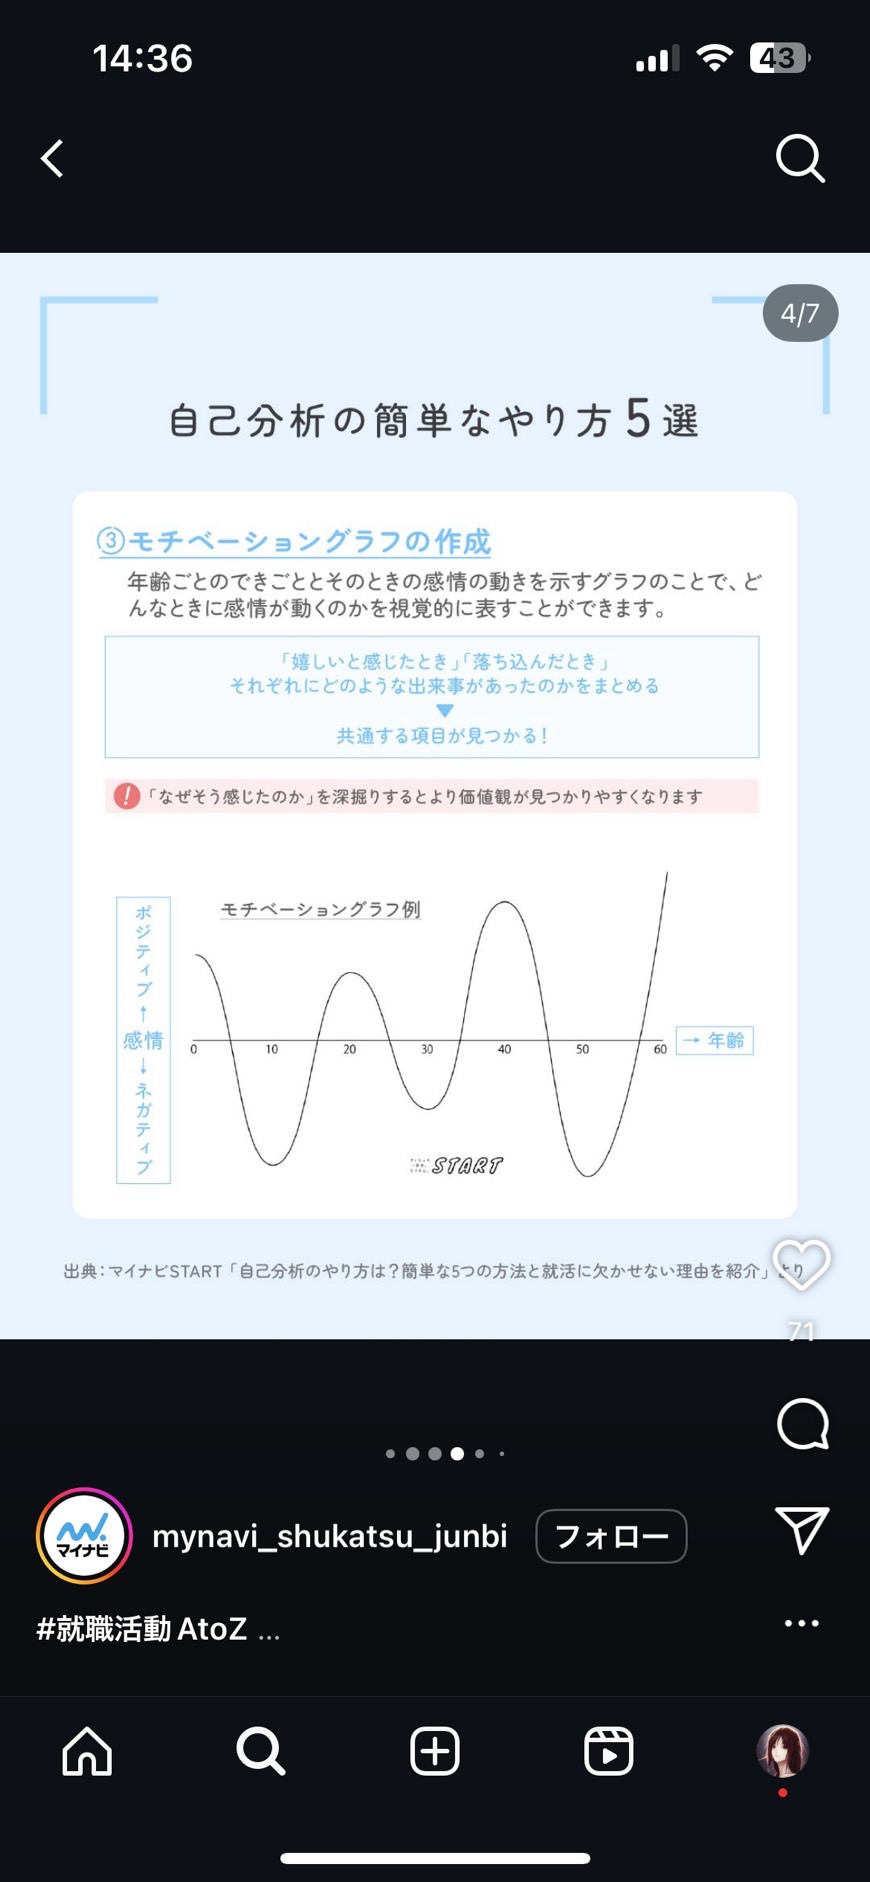 14:36
43
4/7
自己分析の簡単なやり方5選
③モチベーショングラフの作成
年齢ごとのできごととそのときの感情の動きを示すグラフのことで、ど
んなときに感情が動くのかを視覚的に表すことができます。
「嬉しいと感じたとき」「落ち込んだとき」
それぞれにどのような出来事があったのかをまとめる
▼
共通する項目が見つかる！
!「なぜそう感じたのか」を深掘りするとより価値観が見つかりやすくなります
モチベーショングラフ例
ポジティブ
↑
感情
↓
ネガティブ
0 10 20 30 40 50 60
→ 年齢
START
出典：マイナビSTART「自己分析のやり方は？簡単な5つの方法と就活に欠かせない理由を紹介」より
71
マイナビ
mynavi_shukatsu_junbi
フォロー
#就職活動AtoZ ...